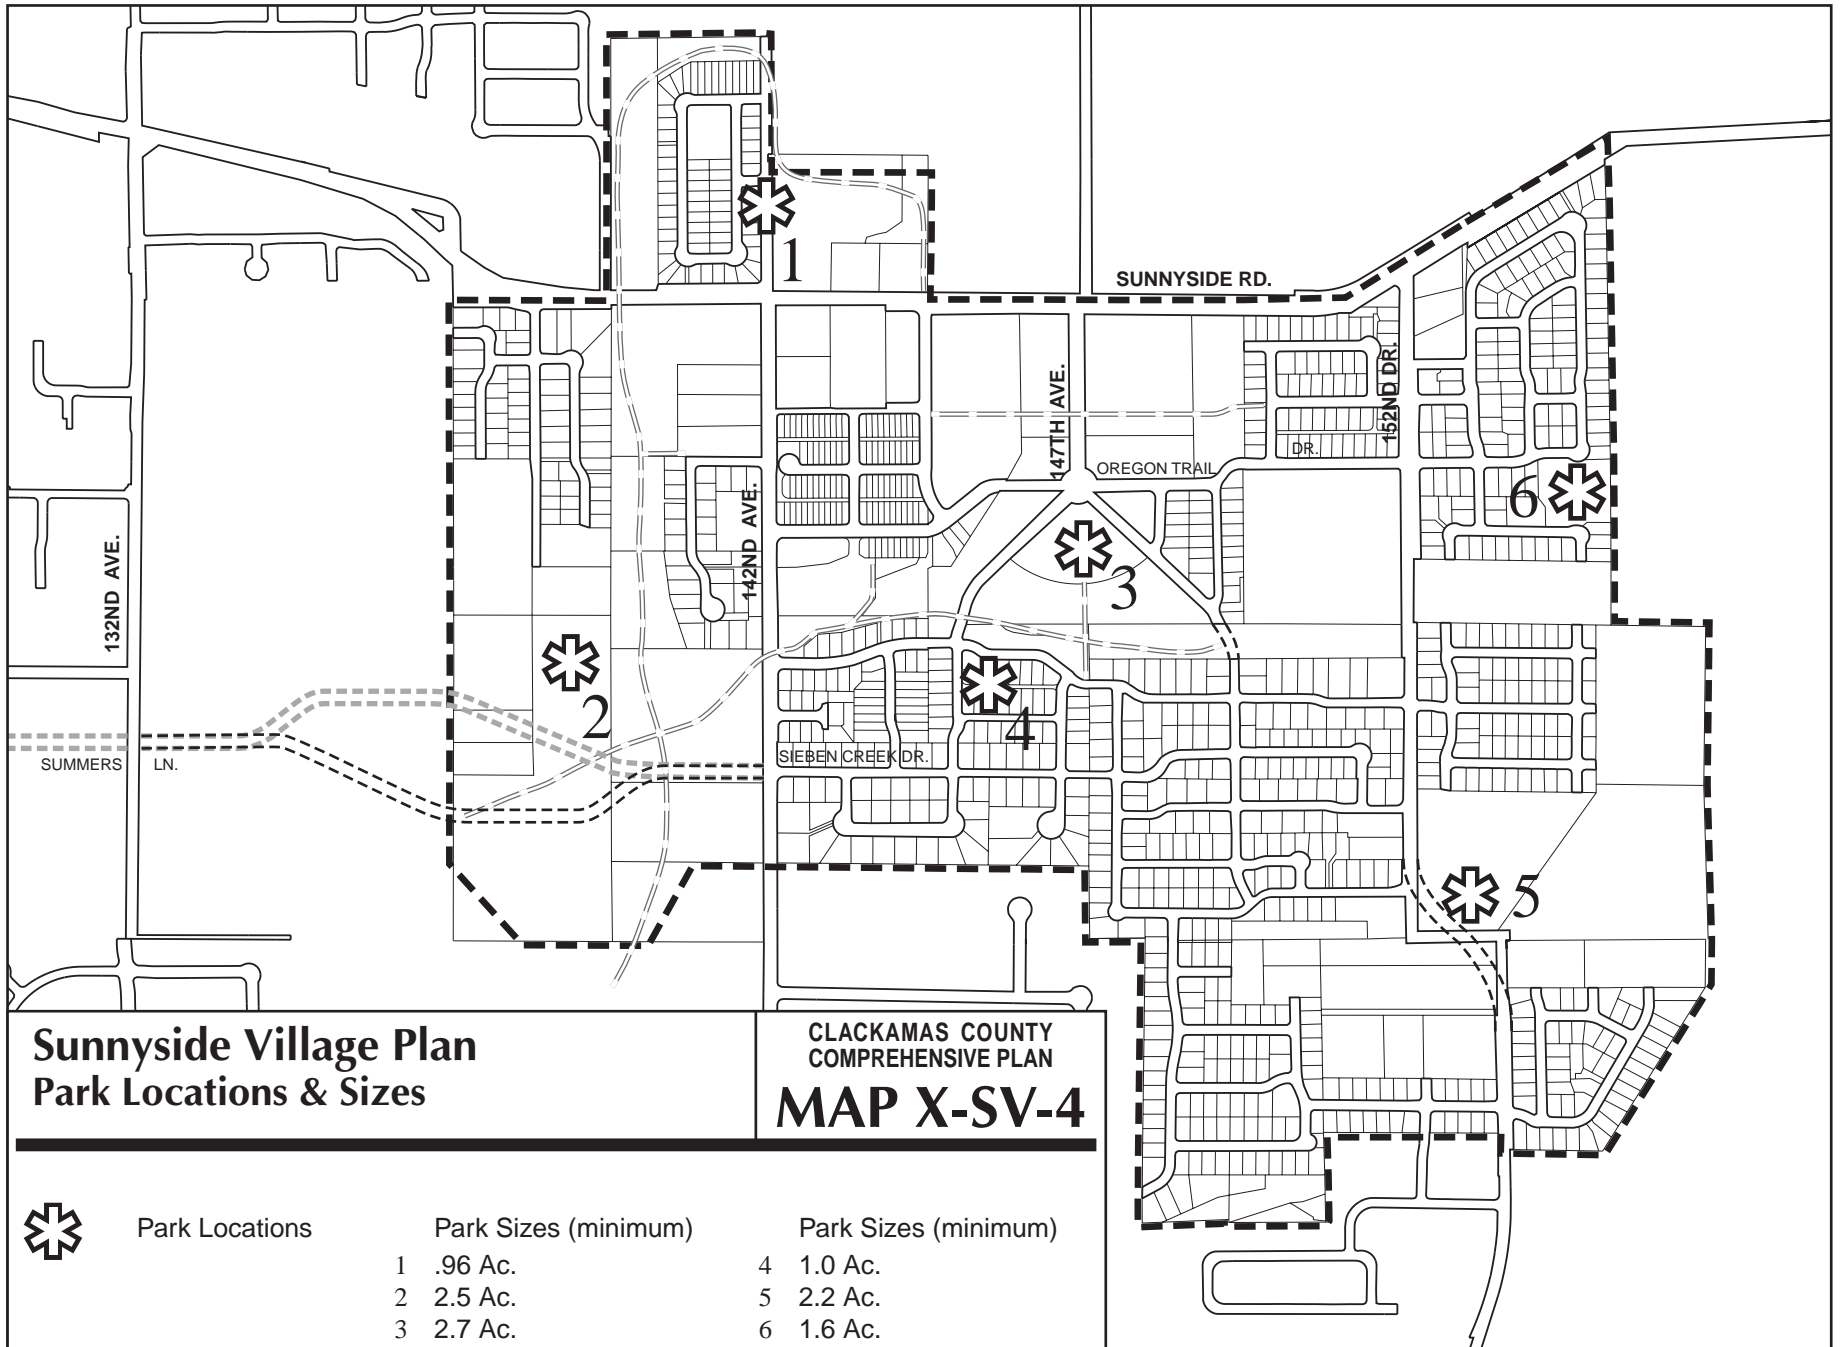 1
SUNNYSIDE RD.
152ND DR.
147TH AVE.
DR.
OREGON TRAIL
6
142ND AVE.
132ND AVE.
3
2
4
SUMMERS LN.
SIEBEN CREEK DR.
5
Sunnyside Village Plan
Park Locations & Sizes
CLACKAMAS COUNTY
COMPREHENSIVE PLAN
MAP X-SV-4
Park Locations
Park Sizes (minimum)
1 .96 Ac.
2 2.5 Ac.
3 2.7 Ac.
Park Sizes (minimum)
4 1.0 Ac.
5 2.2 Ac.
6 1.6 Ac.